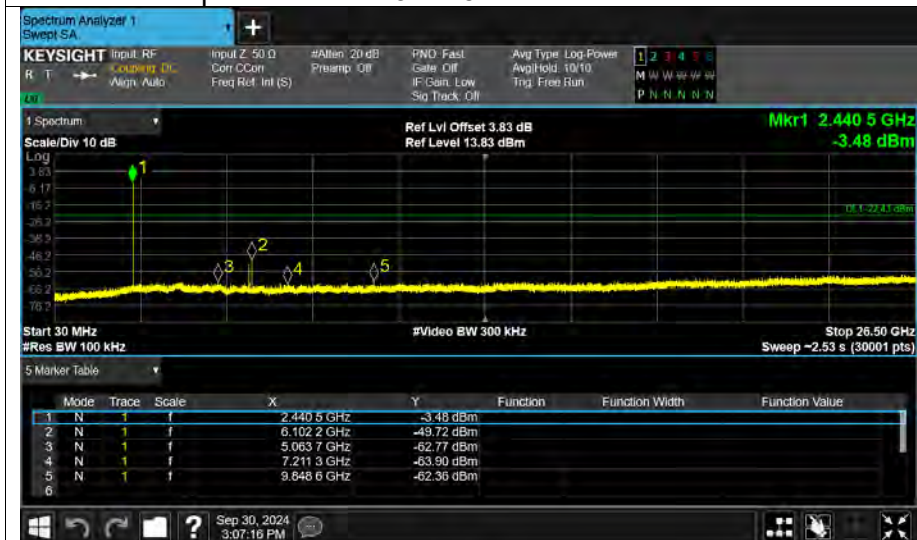 Spectrum Analyzer 1
Swept SA
+
KEYSIGHT Input: RF Input Z: 50 Ω #Atten: 20 dB PNO: Fast Avg Type: Log-Power 1 2 3 4 5 6
R T Coupling: DC Corr CCorr Preamp: Off Gate: Off Avg|Hold: 10/10 M W W W W W
Align: Auto Freq Ref: Int (S) IF Gain: Low Trig: Free Run P N N N N N
Sig Track: Off
1 Spectrum Ref Lvl Offset 3.83 dB Mkr1 2.440 5 GHz
Scale/Div 10 dB Ref Level 13.83 dBm -3.48 dBm
Log
3.83 1
-6.17
-16.2 DL1 -22.41 dBm
-26.2
-36.2 2
-46.2
-56.2 3 4 5
-66.2
-76.2
Start 30 MHz #Video BW 300 kHz Stop 26.50 GHz
#Res BW 100 kHz Sweep ~2.53 s (30001 pts)
5 Marker Table
Mode Trace Scale X Y Function Function Width Function Value
1 N 1 f 2.440 5 GHz -3.48 dBm
2 N 1 f 6.102 2 GHz -49.72 dBm
3 N 1 f 5.063 7 GHz -62.77 dBm
4 N 1 f 7.211 3 GHz -63.90 dBm
5 N 1 f 9.648 6 GHz -62.36 dBm
6
? Sep 30, 2024
3:07:16 PM